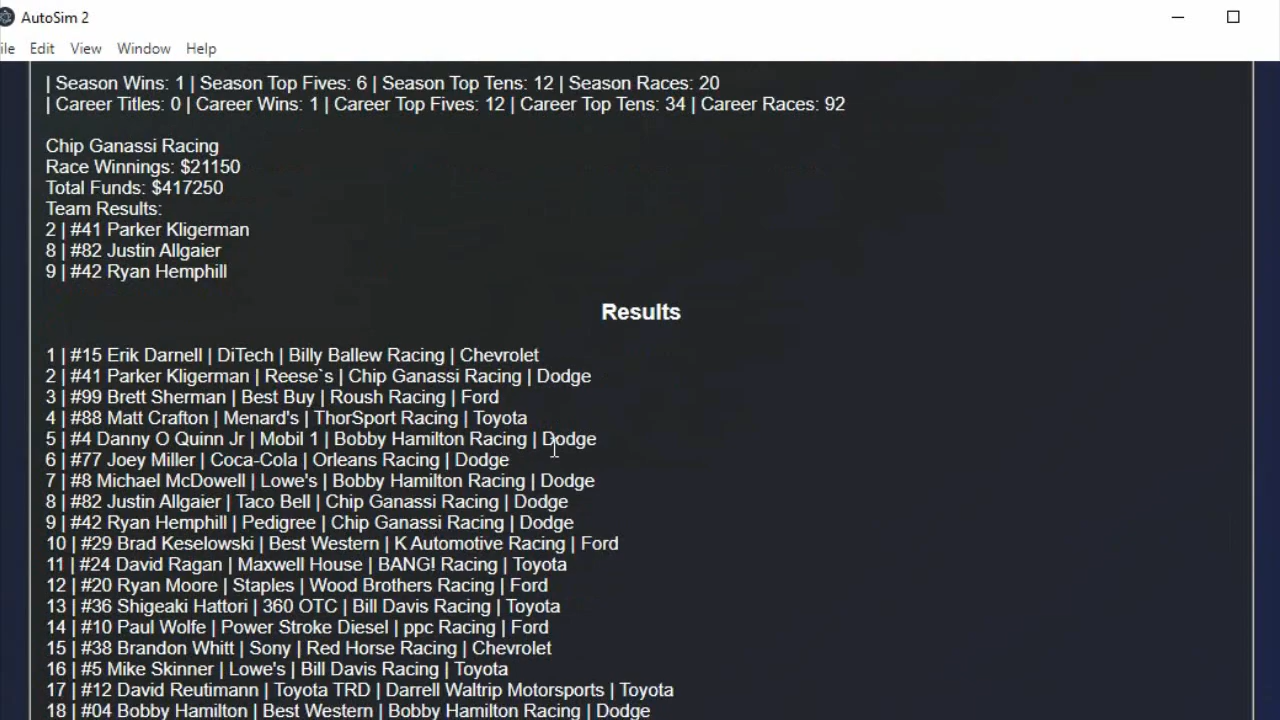 AutoSim 2
ile Edit View Window Help
| Season Wins: 1 | Season Top Fives: 6 | Season Top Tens: 12 | Season Races: 20
| Career Titles: 0 | Career Wins: 1 | Career Top Fives: 12 | Career Top Tens: 34 | Career Races: 92
Chip Ganassi Racing
Race Winnings: $21150
Total Funds: $417250
Team Results:
2 | #41 Parker Kligerman
8 | #82 Justin Allgaier
9 | #42 Ryan Hemphill
Results
1 | #15 Erik Darnell | DiTech | Billy Ballew Racing | Chevrolet
2 | #41 Parker Kligerman | Reese`s | Chip Ganassi Racing | Dodge
3 | #99 Brett Sherman | Best Buy | Roush Racing | Ford
4 | #88 Matt Crafton | Menard's | ThorSport Racing | Toyota
5 | #4 Danny O Quinn Jr | Mobil 1 | Bobby Hamilton Racing | Dodge
6 | #77 Joey Miller | Coca-Cola | Orleans Racing | Dodge
7 | #8 Michael McDowell | Lowe's | Bobby Hamilton Racing | Dodge
8 | #82 Justin Allgaier | Taco Bell | Chip Ganassi Racing | Dodge
9 | #42 Ryan Hemphill | Pedigree | Chip Ganassi Racing | Dodge
10 | #29 Brad Keselowski | Best Western | K Automotive Racing | Ford
11 | #24 David Ragan | Maxwell House | BANG! Racing | Toyota
12 | #20 Ryan Moore | Staples | Wood Brothers Racing | Ford
13 | #36 Shigeaki Hattori | 360 OTC | Bill Davis Racing | Toyota
14 | #10 Paul Wolfe | Power Stroke Diesel | ppc Racing | Ford
15 | #38 Brandon Whitt | Sony | Red Horse Racing | Chevrolet
16 | #5 Mike Skinner | Lowe's | Bill Davis Racing | Toyota
17 | #12 David Reutimann | Toyota TRD | Darrell Waltrip Motorsports | Toyota
18 | #04 Bobby Hamilton | Best Western | Bobby Hamilton Racing | Dodge